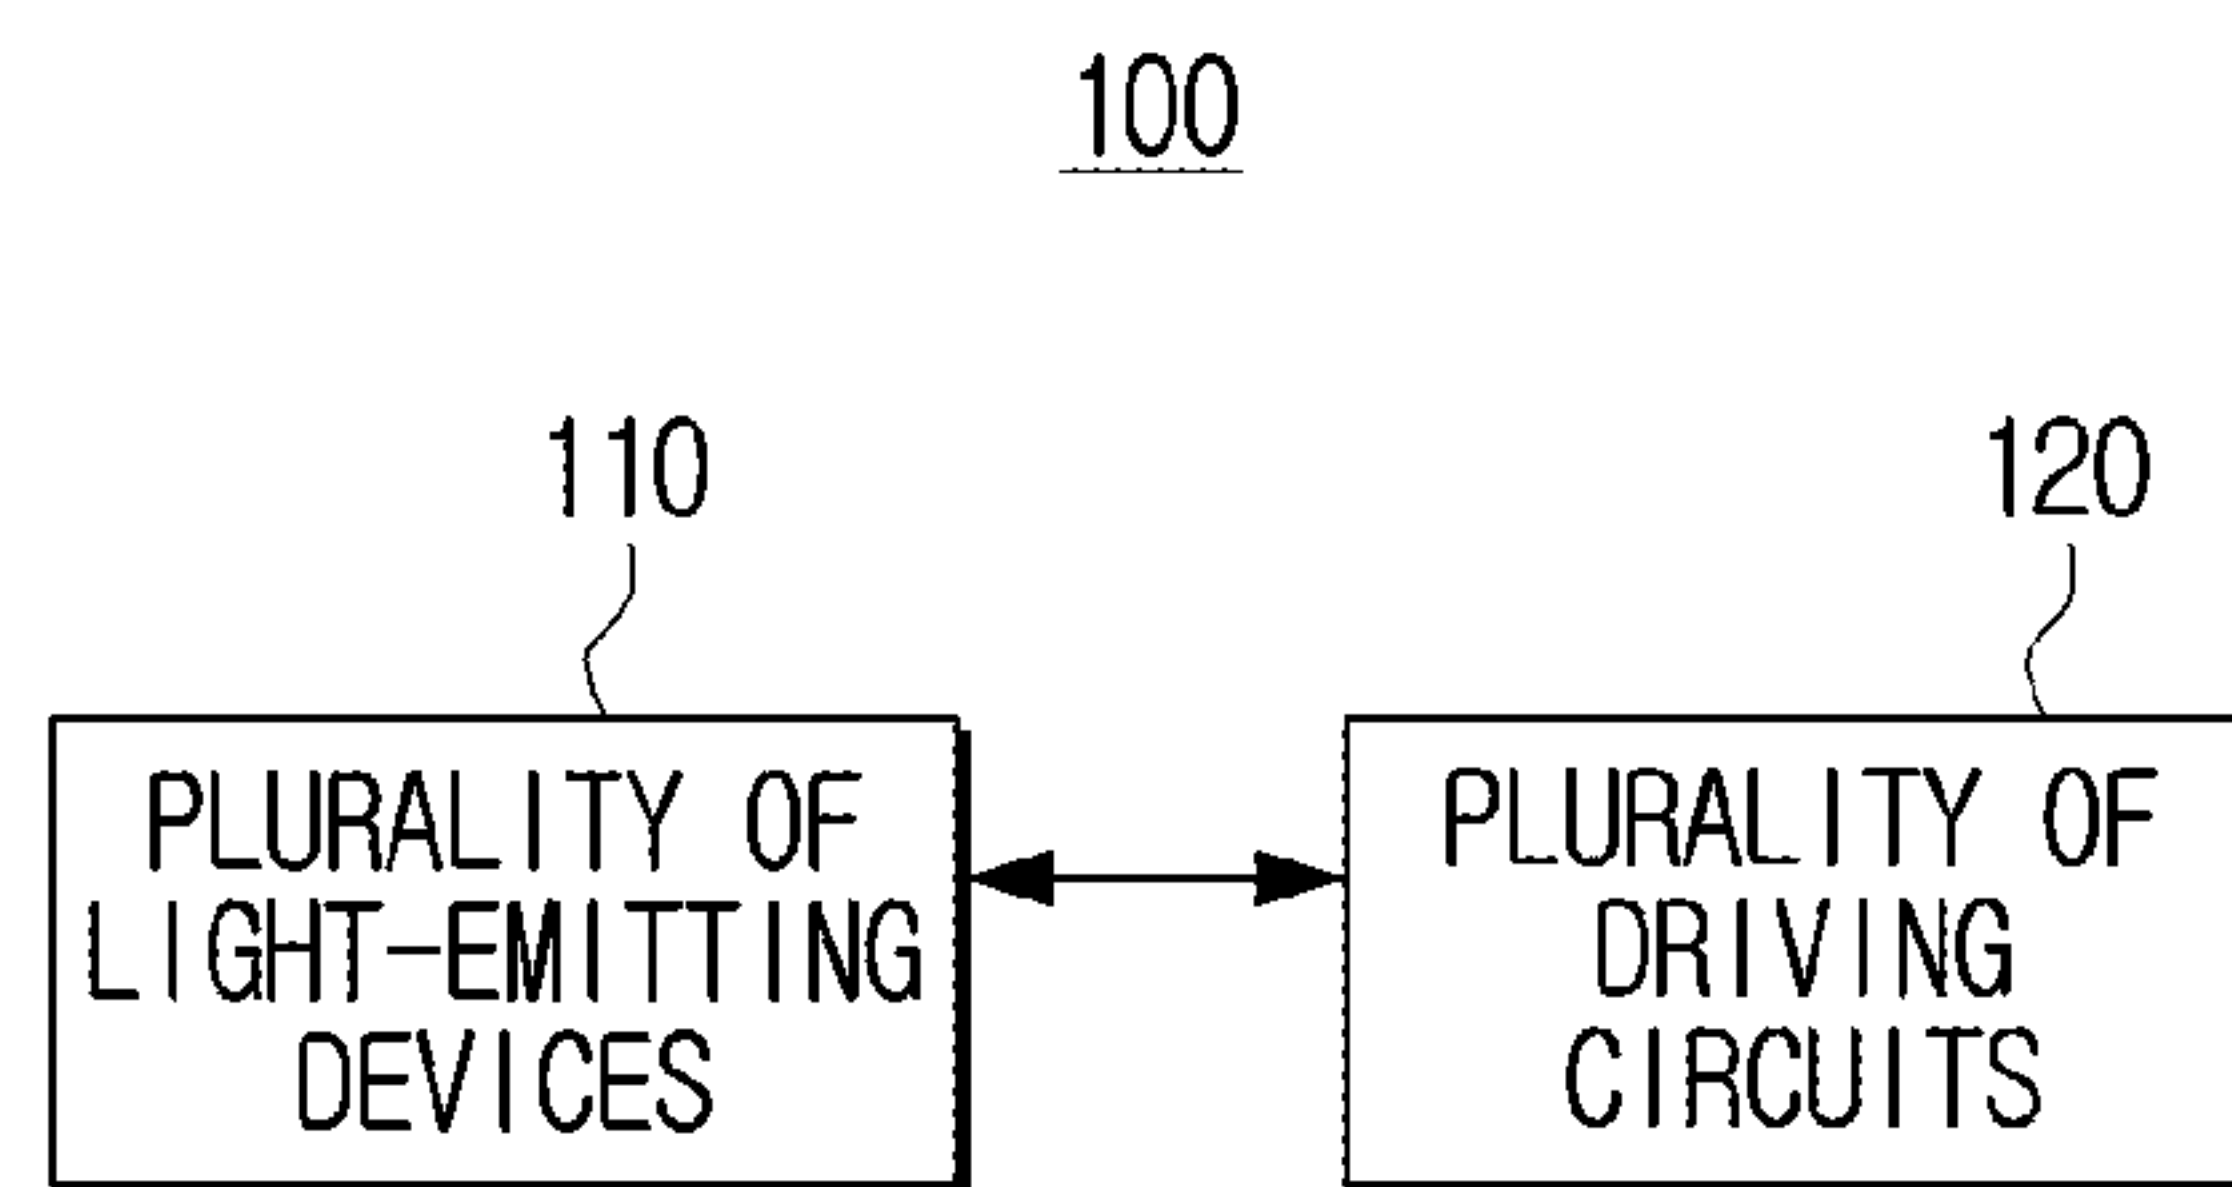 100
110
120
PLURALITY OF
LIGHT-EMITTING
DEVICES
PLURALITY OF
DRIVING
CIRCUITS